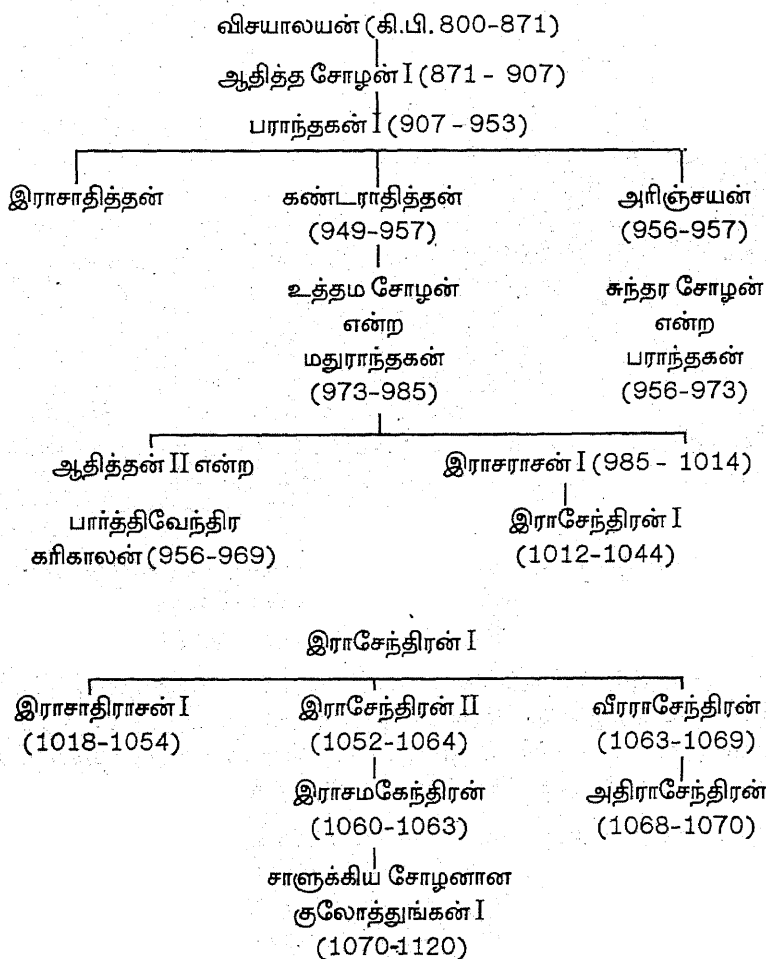 விசயாலயன் (கி.பி. 800-871)
ஆதித்த சோழன் I (871 - 907)
பராந்தகன் I (907 - 953)
இராசாதித்தன் கண்டராதித்தன் அரிஞ்சயன்
(949-957) (956-957)
உத்தம சோழன் சுந்தர சோழன்
என்ற என்ற
மதுராந்தகன் பராந்தகன்
(973-985) (956-973)
ஆதித்தன் II என்ற இராசராசன் I (985 - 1014)
பார்த்திவேந்திர இராசேந்திரன் I
கரிகாலன் (956-969) (1012-1044)
இராசேந்திரன் I
இராசாதிராசன் I இராசேந்திரன் II வீரராசேந்திரன்
(1018-1054) (1052-1064) (1063-1069)
இராசமகேந்திரன் அதிராசேந்திரன்
(1060-1063) (1068-1070)
சாளுக்கிய சோழனான
குலோத்துங்கன் I
(1070-1120)